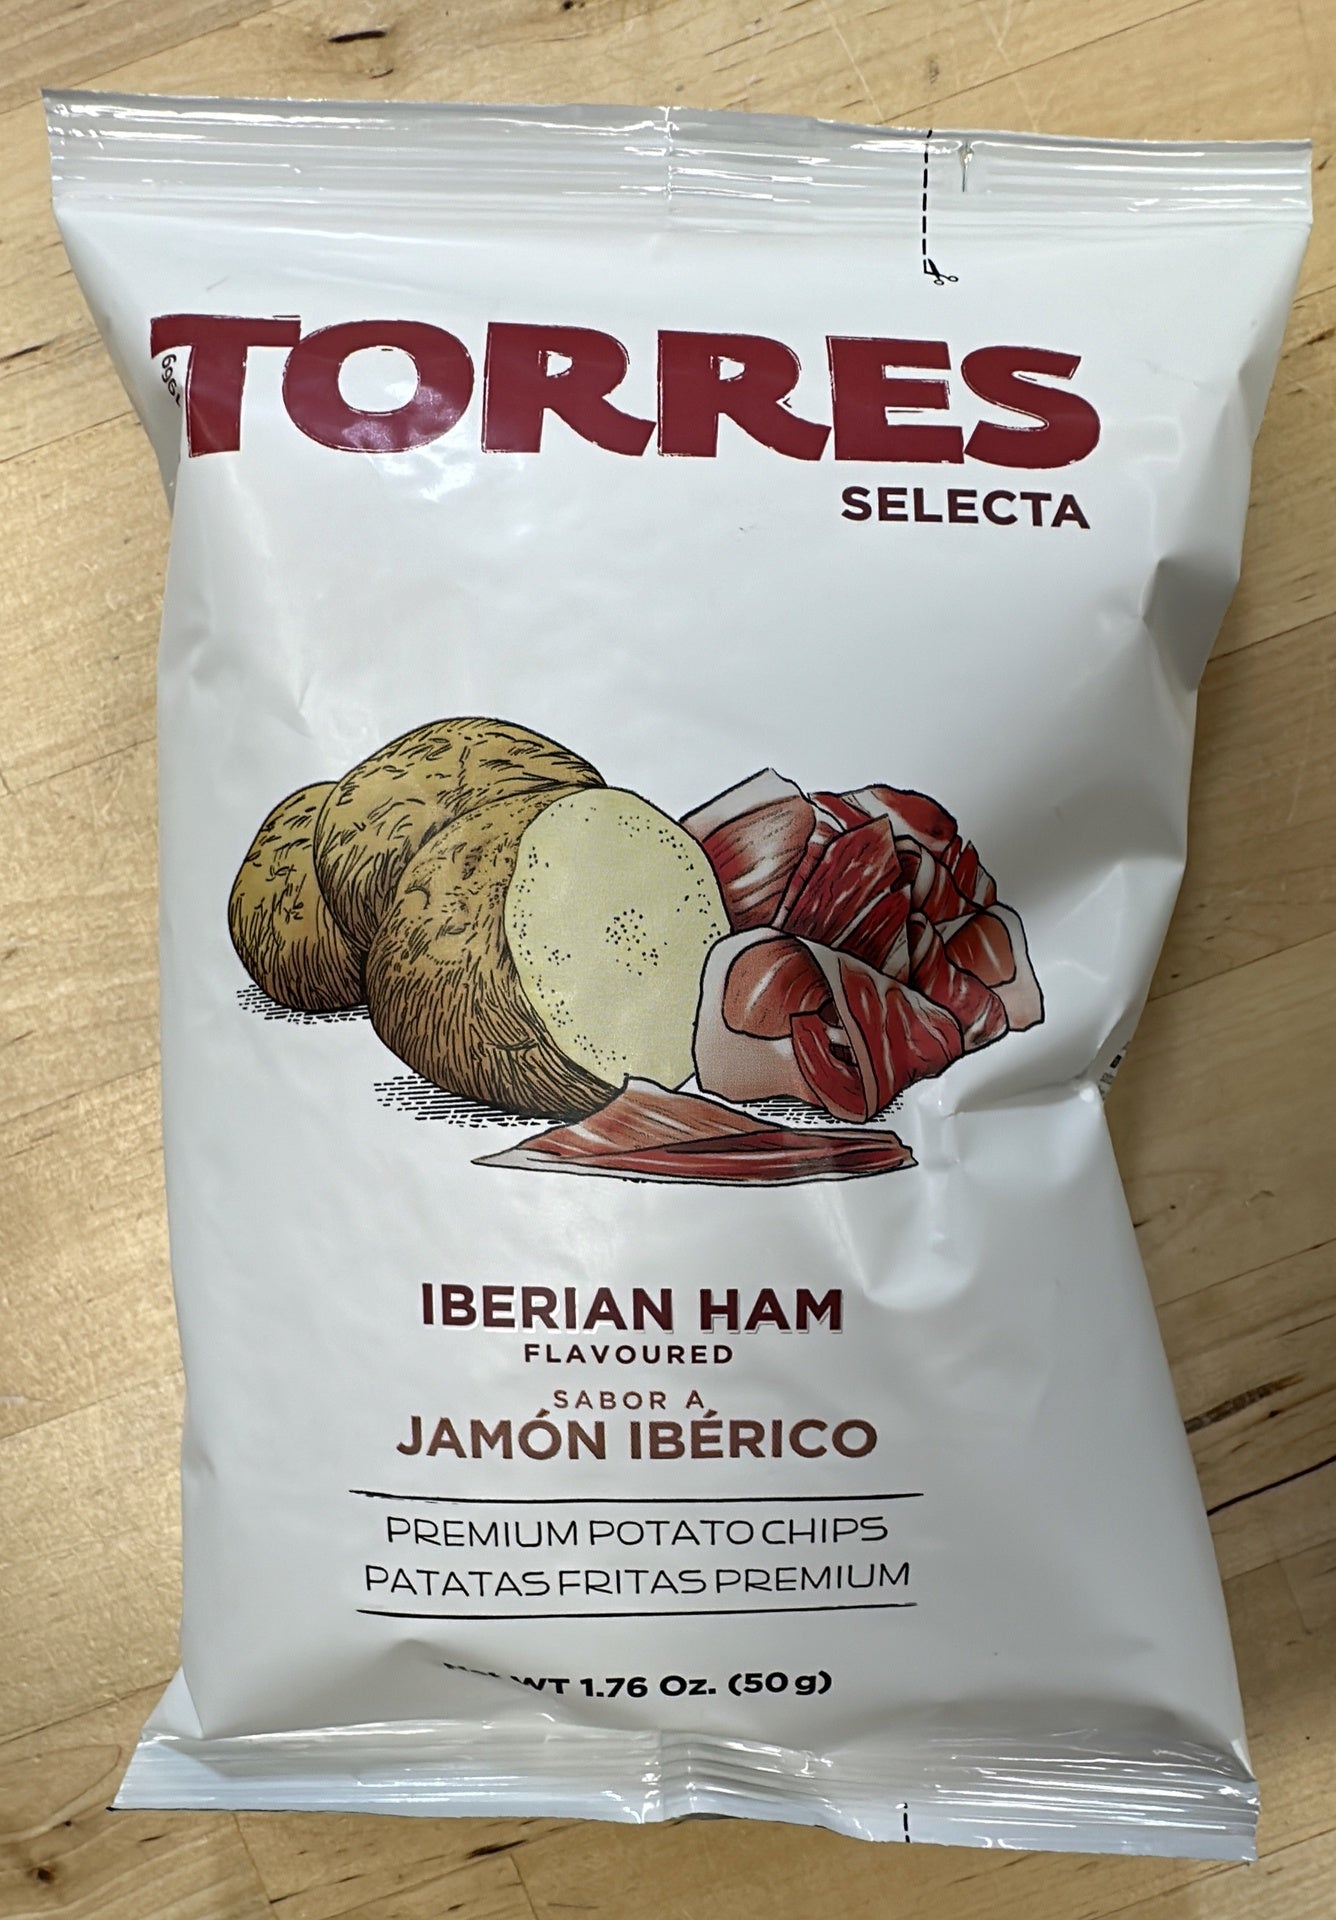 TORRES
SELECTA
IBERIAN HAM
FLAVOURED
SABOR A
JAMÓN IBÉRICO
PREMIUM POTATO CHIPS
PATATAS FRITAS PREMIUM
WT 1.76 Oz. (50 g)